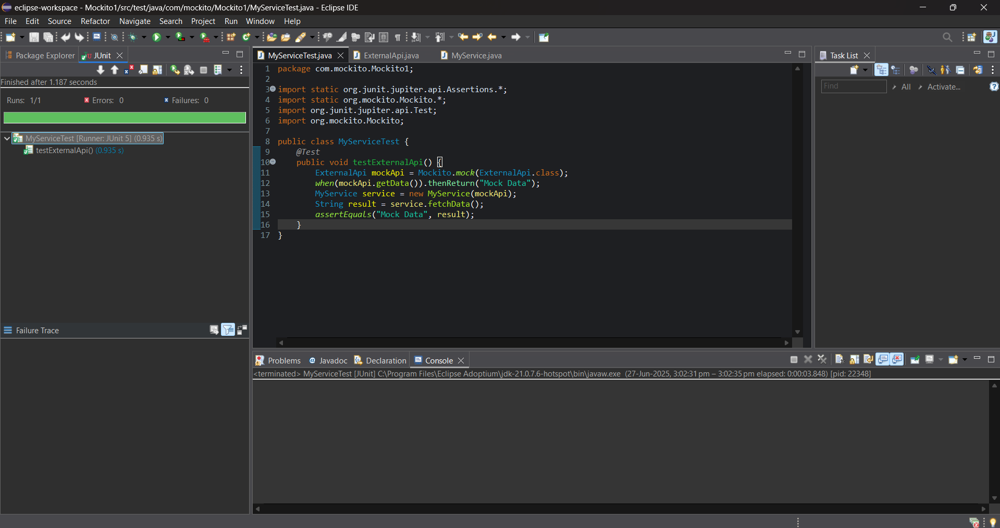 eclipse-workspace - Mockito1/src/test/java/com/mockito/Mockito1/MyServiceTest.java - Eclipse IDE
File Edit Source Refactor Navigate Search Project Run Window Help
Package Explorer
JUnit
Finished after 1.187 seconds
Runs: 1/1 Errors: 0 Failures: 0
MyServiceTest [Runner: JUnit 5] (0.935 s)
testExternalApi() (0.935 s)
Failure Trace
MyServiceTest.java ExternalApi.java MyService.java
1 package com.mockito.Mockito1;
2
3 import static org.junit.jupiter.api.Assertions.*;
4 import static org.mockito.Mockito.*;
5 import org.junit.jupiter.api.Test;
6 import org.mockito.Mockito;
7
8 public class MyServiceTest {
9 @Test
10 public void testExternalApi() {
11 ExternalApi mockApi = Mockito.mock(ExternalApi.class);
12 when(mockApi.getData()).thenReturn("Mock Data");
13 MyService service = new MyService(mockApi);
14 String result = service.fetchData();
15 assertEquals("Mock Data", result);
16 }
17 }
Task List
Find All Activate...
Problems @ Javadoc Declaration Console
<terminated> MyServiceTest [JUnit] C:\Program Files\Eclipse Adoptium\jdk-21.0.7.6-hotspot\bin\javaw.exe (27-Jun-2025, 3:02:31 pm – 3:02:35 pm elapsed: 0:00:03.848) [pid: 22348]